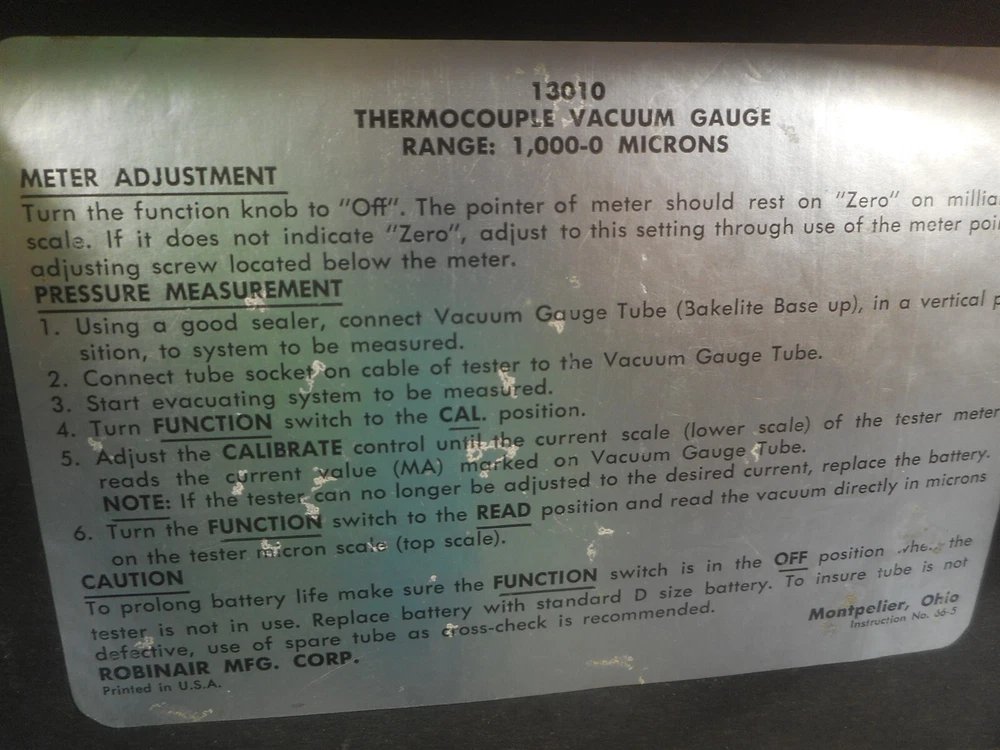 13010
THERMOCOUPLE VACUUM GAUGE
RANGE: 1,000-0 MICRONS
METER ADJUSTMENT
Turn the function knob to "Off". The pointer of meter should rest on "Zero" on millia
scale. If it does not indicate "Zero", adjust to this setting through use of the meter poi
adjusting screw located below the meter.
PRESSURE MEASUREMENT
1. Using a good sealer, connect Vacuum Gauge Tube (Bakelite Base up), in a vertical p
sition, to system to be measured.
2. Connect tube socket on cable of tester to the Vacuum Gauge Tube.
3. Start evacuating system to be measured.
4. Turn FUNCTION switch to the CAL. position.
5. Adjust the CALIBRATE control until the current scale (lower scale) of the tester meter
reads the current value (MA) marked on Vacuum Gauge Tube.
NOTE: If the tester can no longer be adjusted to the desired current, replace the battery.
6. Turn the FUNCTION switch to the READ position and read the vacuum directly in microns
on the tester micron scale (top scale).
CAUTION
To prolong battery life make sure the FUNCTION switch is in the OFF position when the
tester is not in use. Replace battery with standard D size battery. To insure tube is not
defective, use of spare tube as cross-check is recommended.
ROBINAIR MFG. CORP.
Montpelier, Ohio
Printed in U.S.A.
Instruction No. 36-5